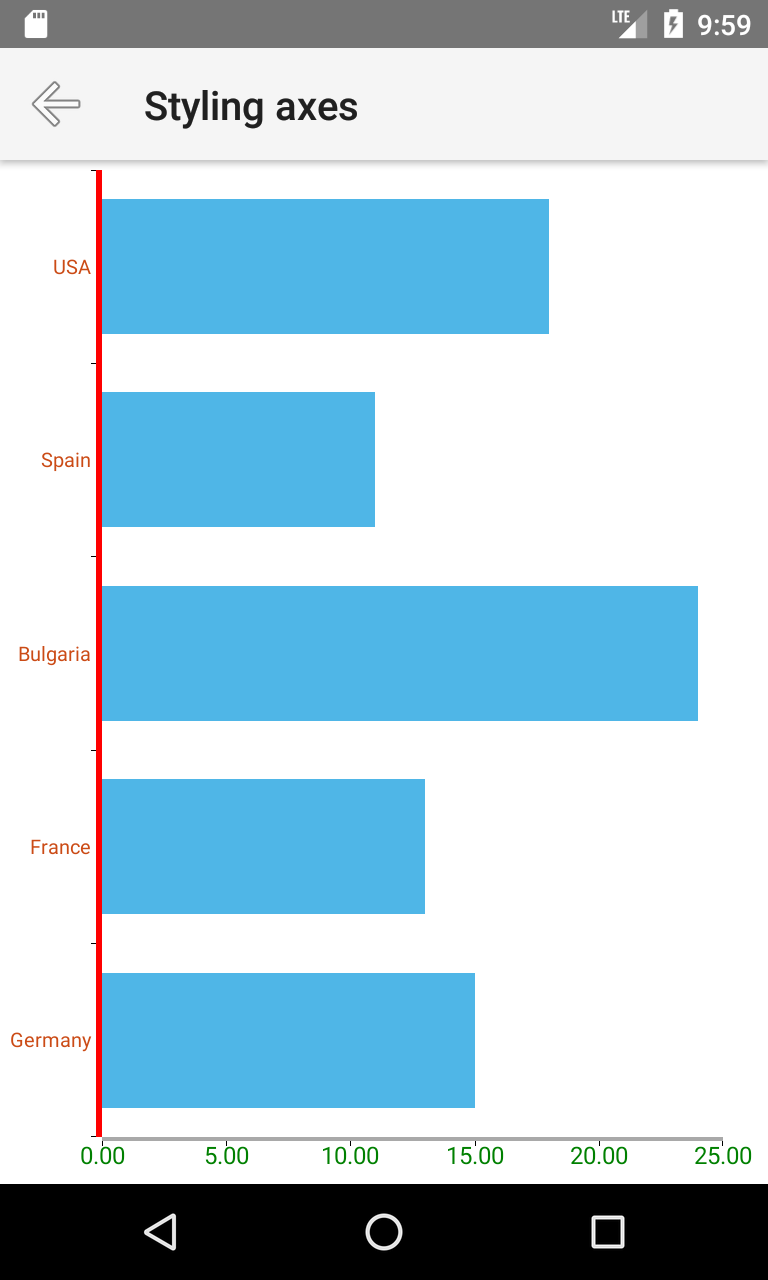 LTE 9:59
Styling axes
USA
Spain
Bulgaria
France
Germany
0.00 5.00 10.00 15.00 20.00 25.00